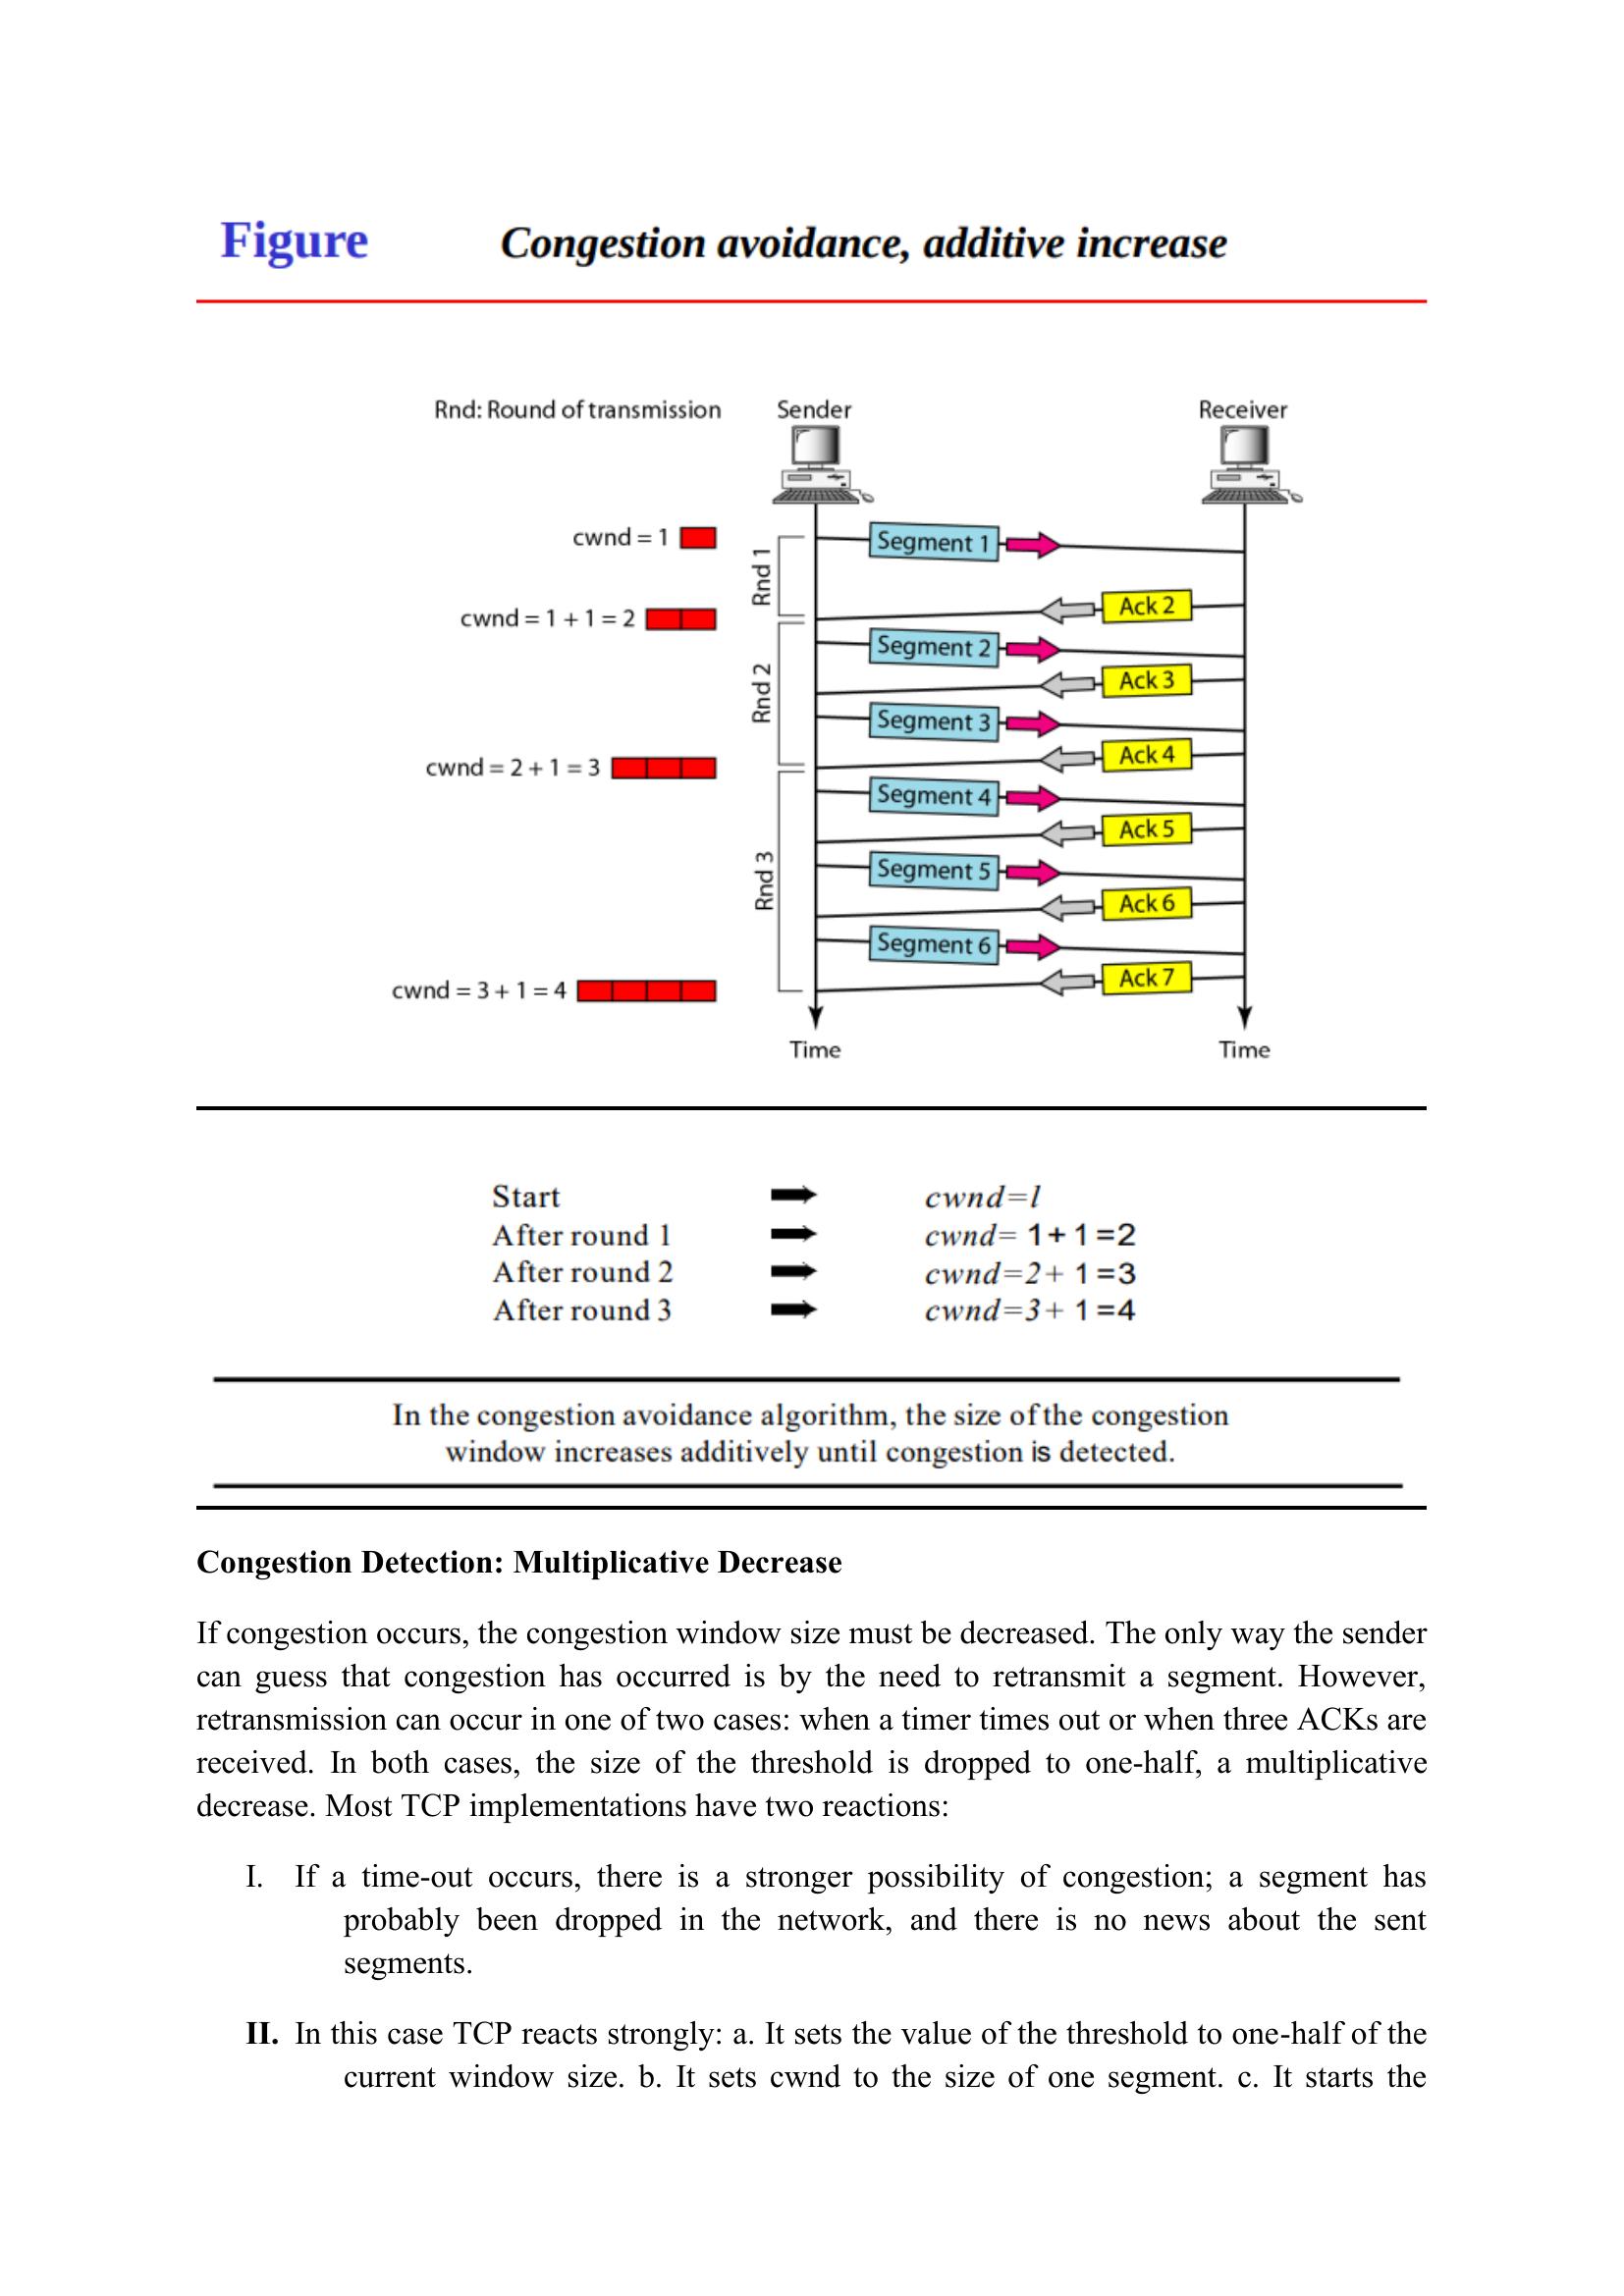 Figure Congestion avoidance, additive increase
Rnd: Round of transmission Sender Receiver
cwnd = 1 Segment 1
Rnd 1
Ack 2
cwnd = 1 + 1 = 2
Segment 2
Rnd 2
Ack 3
Segment 3
Ack 4
cwnd = 2 + 1 = 3
Segment 4
Ack 5
Rnd 3
Segment 5
Ack 6
Segment 6
Ack 7
cwnd = 3 + 1 = 4
Time Time
Start cwnd=l
After round 1 cwnd= 1+ 1 =2
After round 2 cwnd=2+ 1 =3
After round 3 cwnd=3+ 1 =4
In the congestion avoidance algorithm, the size of the congestion
window increases additively until congestion is detected.
Congestion Detection: Multiplicative Decrease
If congestion occurs, the congestion window size must be decreased. The only way the sender
can guess that congestion has occurred is by the need to retransmit a segment. However,
retransmission can occur in one of two cases: when a timer times out or when three ACKs are
received. In both cases, the size of the threshold is dropped to one-half, a multiplicative
decrease. Most TCP implementations have two reactions:
I. If a time-out occurs, there is a stronger possibility of congestion; a segment has
probably been dropped in the network, and there is no news about the sent
segments.
II. In this case TCP reacts strongly: a. It sets the value of the threshold to one-half of the
current window size. b. It sets cwnd to the size of one segment. c. It starts the